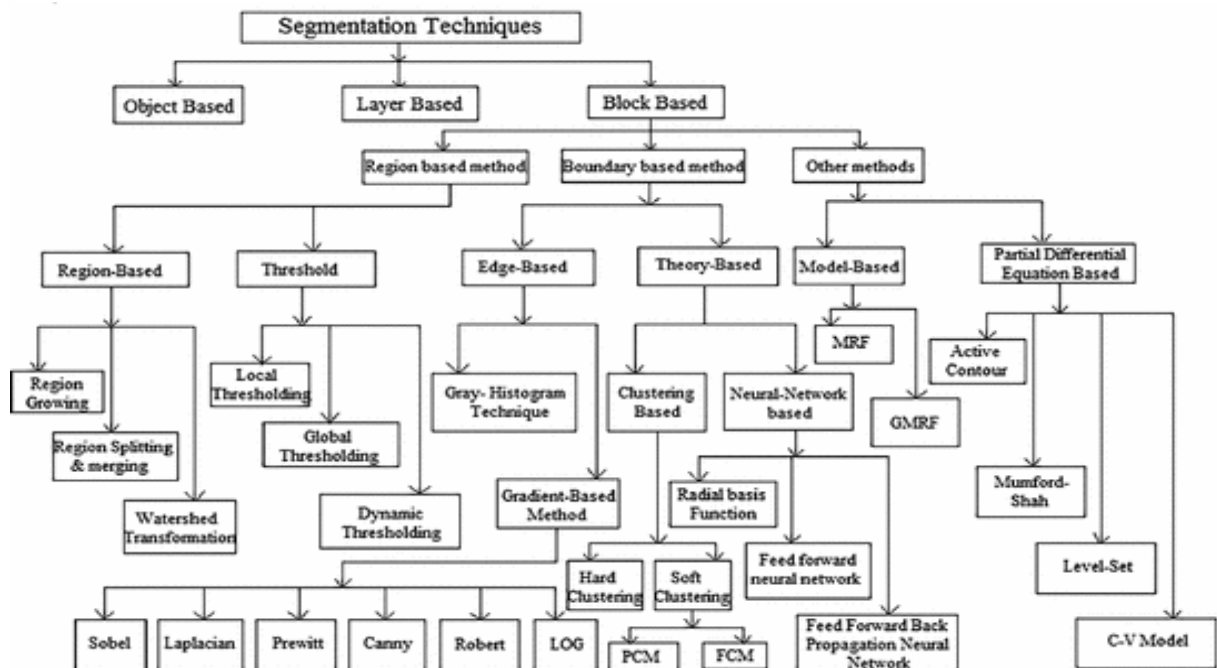 Segmentation Techniques
Object Based
Layer Based
Block Based
Region based method
Boundary based method
Other methods
Region-Based
Threshold
Edge-Based
Theory-Based
Model-Based
Partial Differential
Equation Based
Region
Growing
Region Splitting
& merging
Watershed
Transformation
Local
Thresholding
Global
Thresholding
Dynamic
Thresholding
Gray- Histogram
Technique
Gradient-Based
Method
Clustering
Based
Neural-Network
based
MRF
GMRF
Active
Contour
Mumford-
Shah
Level-Set
C-V Model
Radial basis
Function
Feed forward
neural network
Feed Forward Back
Propagation Neural
Network
Hard
Clustering
Soft
Clustering
PCM
FCM
Sobel
Laplacian
Prewitt
Canny
Robert
LOG